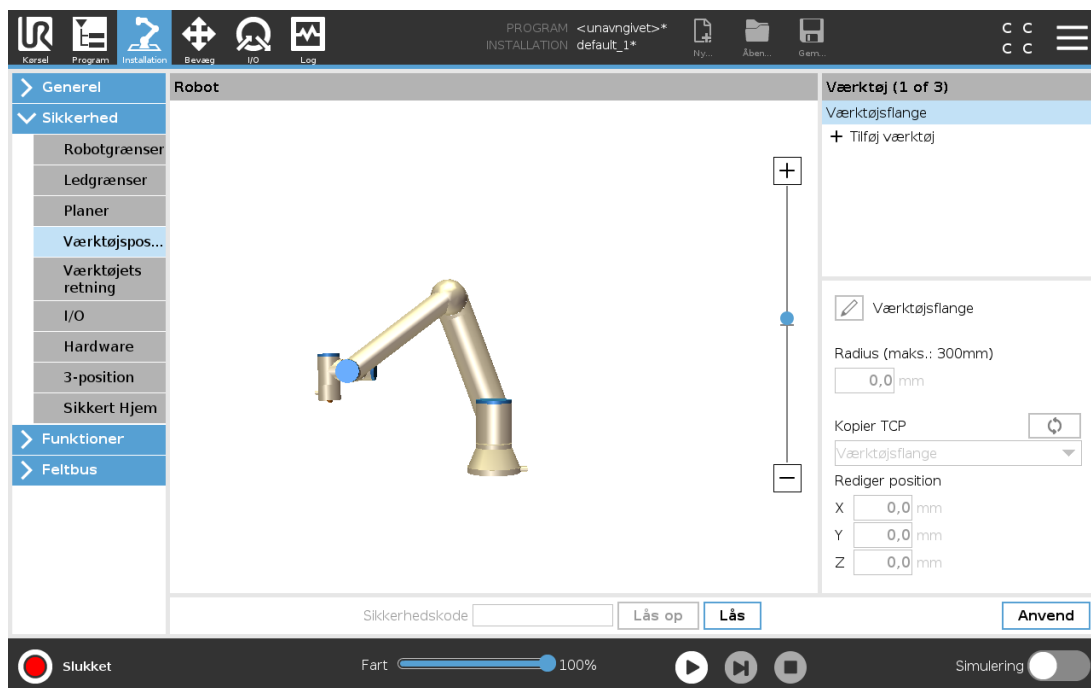 PROGRAM <unavngivet>*
INSTALLATION default_1*
UR
Kørsel Program Installation Bevæg I/O Log
Ny... Åben... Gem...
C C
C C
Generel
Sikkerhed
Robotgrænser
Ledgrænser
Planer
Værktøjspos...
Værktøjets
retning
I/O
Hardware
3-position
Sikkert Hjem
Funktioner
Feltbus
Robot
+
−
Værktøj (1 of 3)
Værktøjsflange
+ Tilføj værktøj
Værktøjsflange
Radius (maks.: 300mm)
0,0 mm
Kopier TCP
Værktøjsflange
Rediger position
X 0,0 mm
Y 0,0 mm
Z 0,0 mm
Sikkerhedskode Lås op Lås
Anvend
Slukket
Fart 100%
Simulering